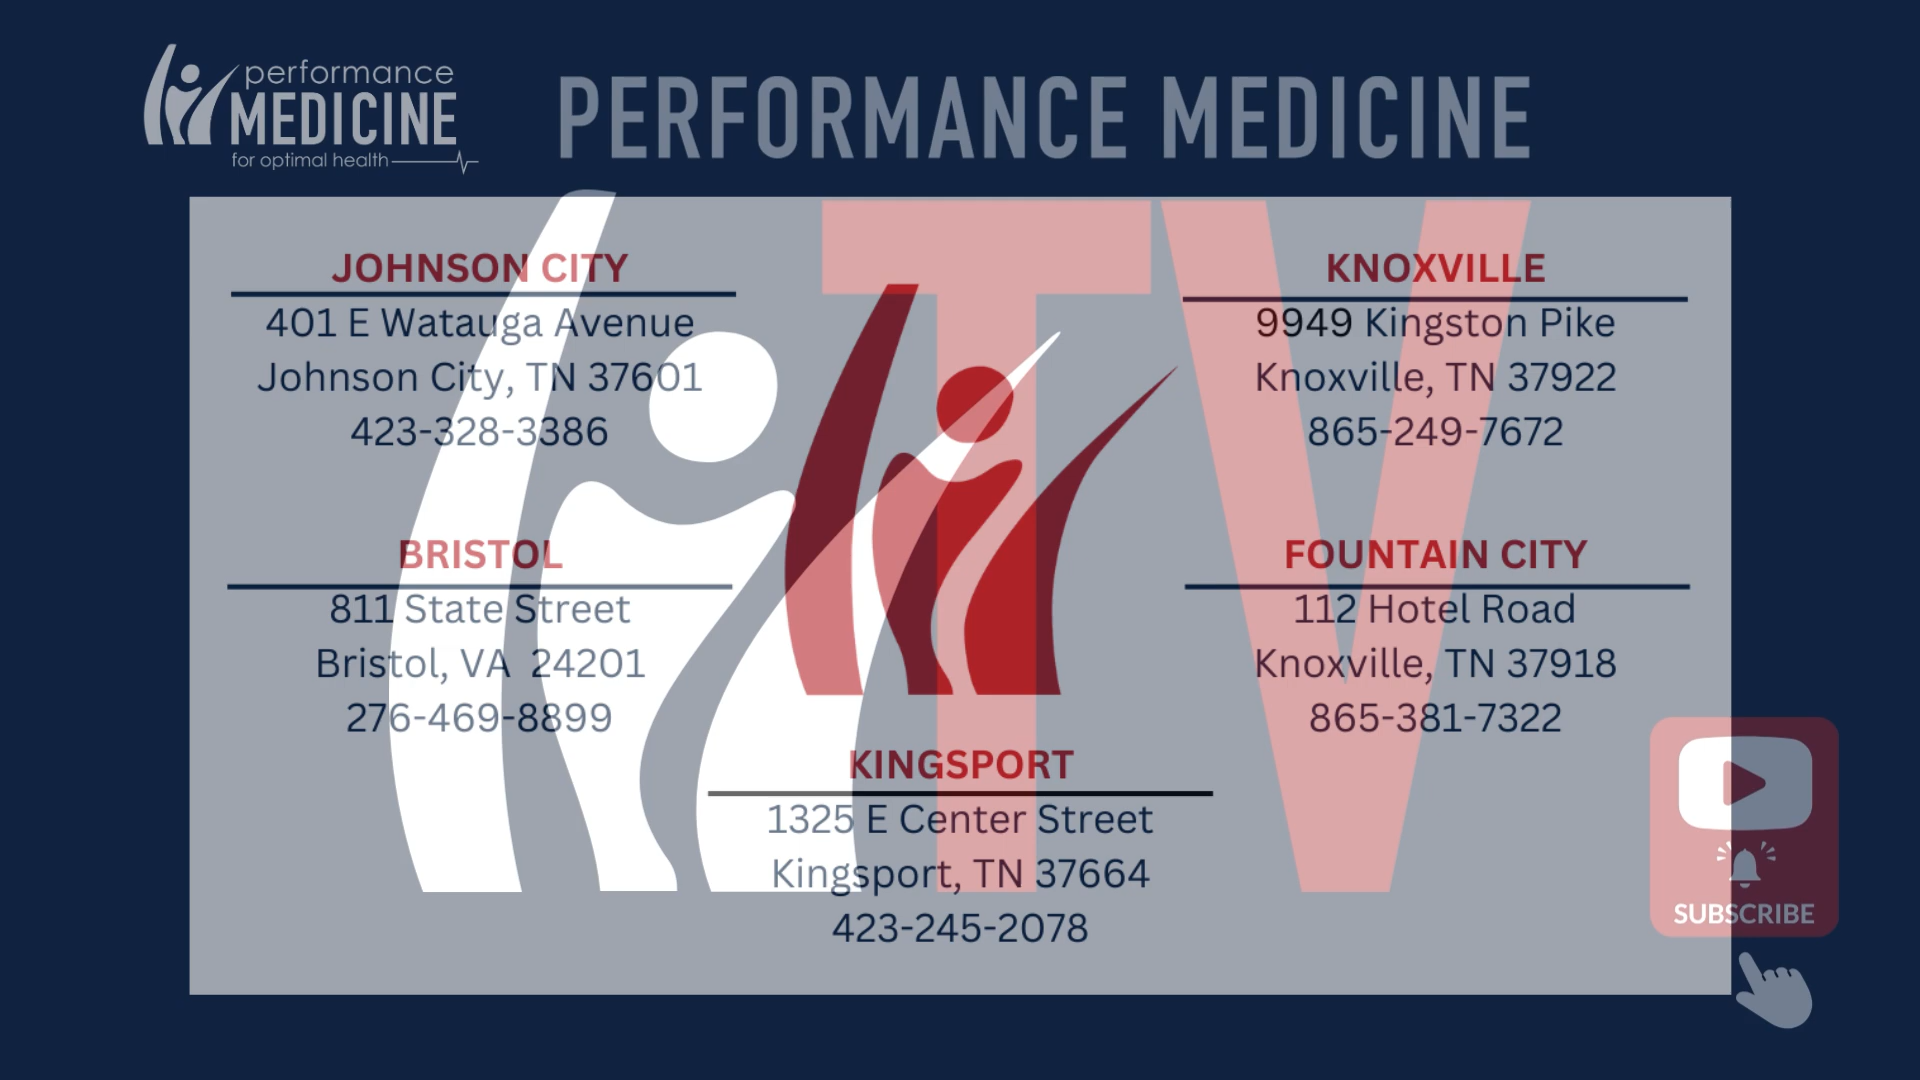 performance
MEDICINE
for optimal health
PERFORMANCE MEDICINE
TV
JOHNSON CITY
401 E Watauga Avenue
Johnson City, TN 37601
423-328-3386
KNOXVILLE
9949 Kingston Pike
Knoxville, TN 37922
865-249-7672
BRISTOL
811 State Street
Bristol, VA 24201
276-469-8899
FOUNTAIN CITY
112 Hotel Road
Knoxville, TN 37918
865-381-7322
KINGSPORT
1325 E Center Street
Kingsport, TN 37664
423-245-2078
SUBSCRIBE